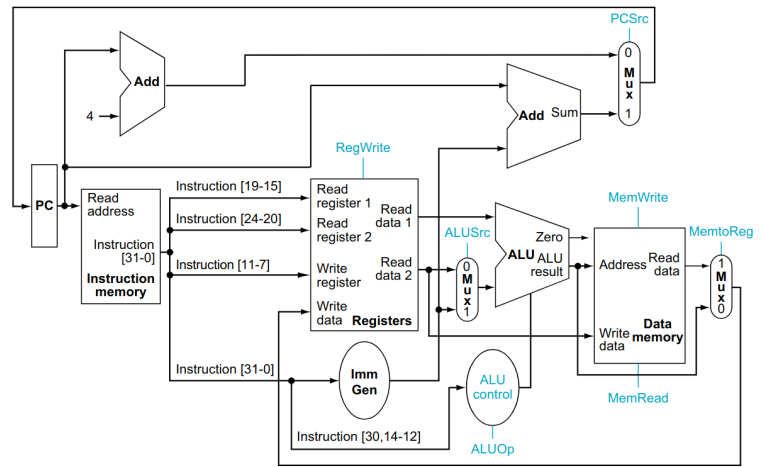 PCSrc
Add
0
M
u
x
1
4
Add Sum
RegWrite
PC
Read
address
Instruction
[31-0]
Instruction
memory
Instruction [19-15]
Instruction [24-20]
Instruction [11-7]
Read
register 1
Read
register 2
Write
register
Write
data
Read
data 1
Read
data 2
Registers
ALUSrc
0
M
u
x
1
Zero
ALU ALU
result
MemWrite
Address
Read
data
Write
data
Data
memory
MemRead
MemtoReg
1
M
u
x
0
Instruction [31-0]
Imm
Gen
ALU
control
Instruction [30,14-12]
ALUOp